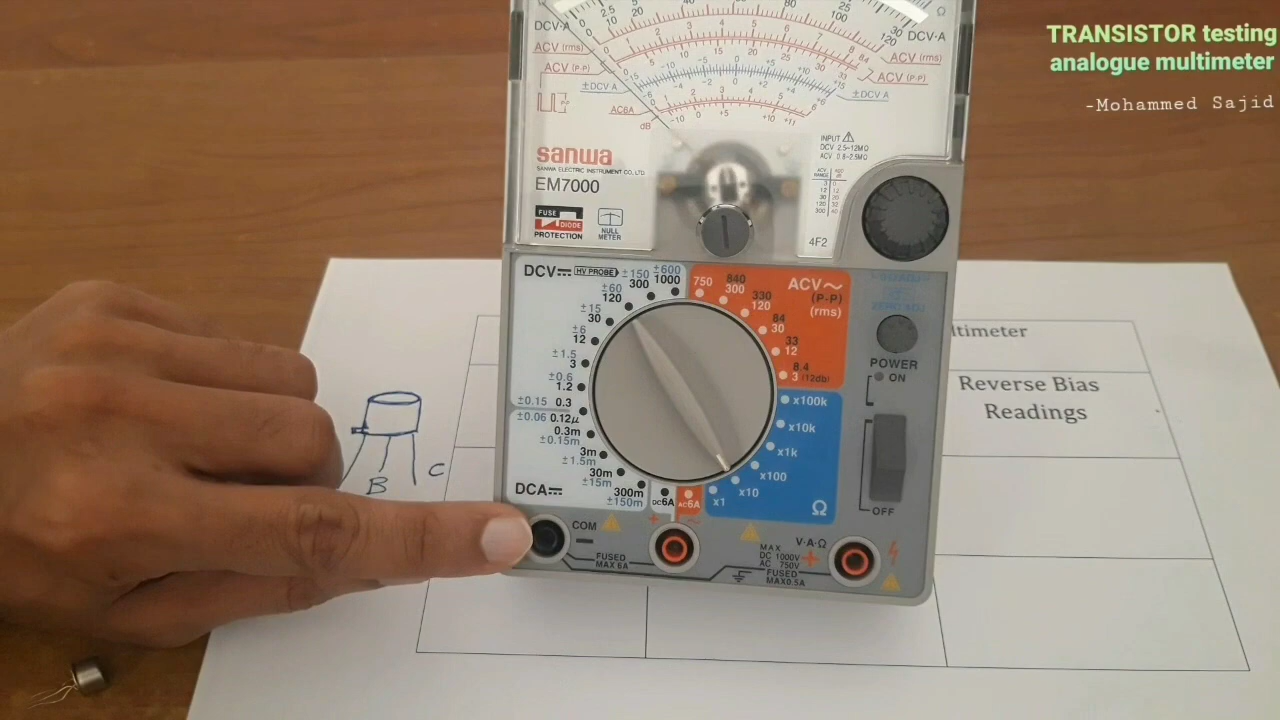 TRANSISTOR testing
analogue multimeter
-Mohammed Sajid
DCV·A
ACV (rms)
ACV (P-P)
±DCV·A
AC6A
dB
Ω
DCV·A
ACV (rms)
ACV (P-P)
±DCV·A
INPUT
DCV 2.5~12MΩ
ACV 0.8~2.5MΩ
sanwa
SANWA ELECTRIC INSTRUMENT CO., LTD.
EM7000
FUSE
DIODE
PROTECTION
NULL
METER
4F2
DCV HV PROBE
±600
1000
±150
300
±60
120
±15
30
±6
12
±1.5
3
±0.6
1.2
±0.15 0.3
±0.06 0.12μ
0.3m
±0.15m
3m
±1.5m
30m
±15m
300m
±150m
DCA
DC6A
AC6A
ACV~
(P-P)
(rms)
750
840
300
330
120
84
30
33
12
8.4
3 (12db)
x100k
x10k
x1k
x100
x10
x1
Ω
POWER
ON
OFF
COM
FUSED
MAX 6A
MAX
DC 1000V
AC 750V
FUSED
MAX0.5A
V·A·Ω
ltimeter
Reverse Bias
Readings
B
C